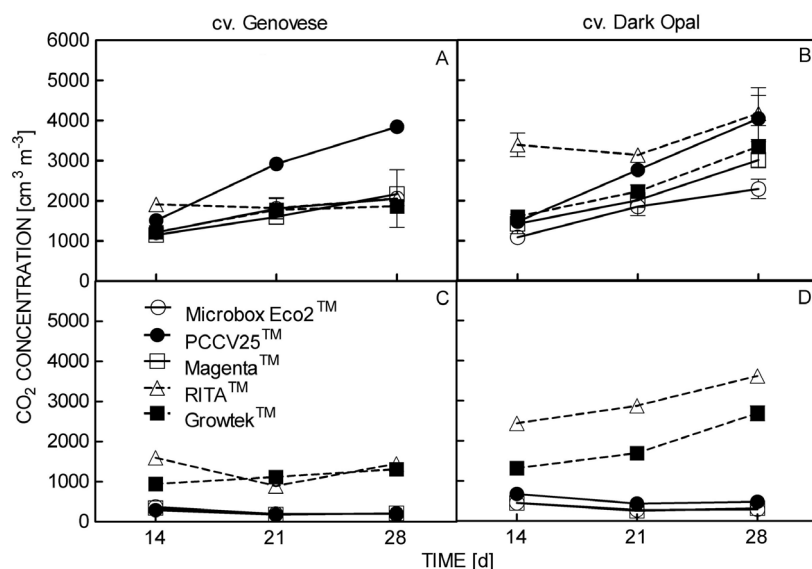 cv. Genovese
cv. Dark Opal
CO2 CONCENTRATION [cm3 m-3]
6000
5000
4000
3000
2000
1000
0
A
B
5000
4000
3000
2000
1000
0
C
D
Microbox Eco2TM
PCCV25TM
MagentaTM
RITATM
GrowtekTM
14
21
28
14
21
28
TIME [d]